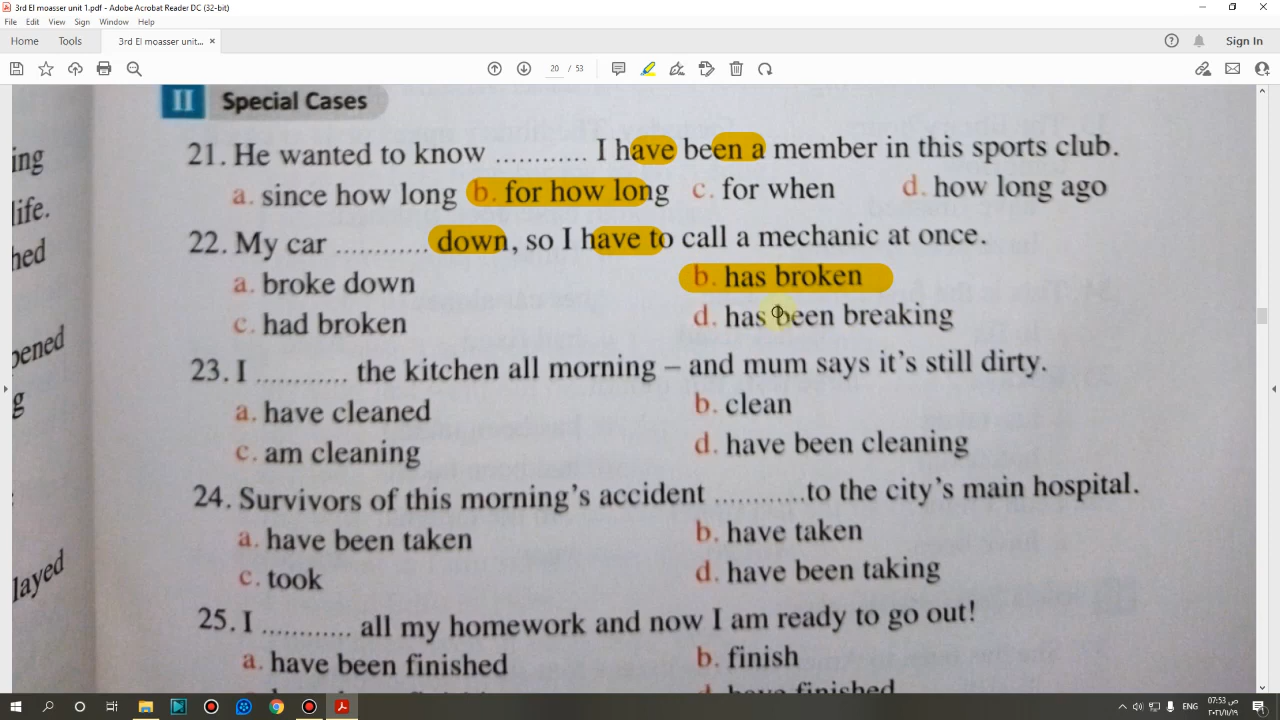 3rd El moasser unit 1.pdf - Adobe Acrobat Reader DC (32-bit)
File Edit View Sign Window Help
Home Tools 3rd El moasser unit... × Sign In
20 / 53
II Special Cases
21. He wanted to know ............ I have been a member in this sports club.
a. since how long b. for how long c. for when d. how long ago
22. My car ............ down, so I have to call a mechanic at once.
a. broke down b. has broken
c. had broken d. has been breaking
23. I ............ the kitchen all morning – and mum says it's still dirty.
a. have cleaned b. clean
c. am cleaning d. have been cleaning
24. Survivors of this morning's accident ............to the city's main hospital.
a. have been taken b. have taken
c. took d. have been taking
25. I ............ all my homework and now I am ready to go out!
a. have been finished b. finish
d. have finished
ing
life.
hed
pened
g
layed
ENG
07:53 ص